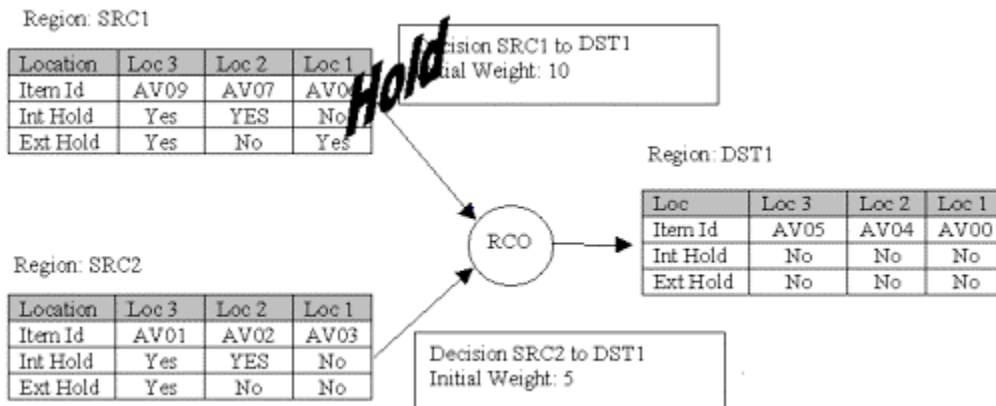 Region: SRC1
Location Loc 3 Loc 2 Loc 1
Item Id AV09 AV07
Int Hold Yes YES No
Ext Hold Yes No Yes
Hold
SRC1 to DST1
Weight: 10
Region: DST1
Loc Loc 3 Loc 2 Loc 1
Item Id AV05 AV04 AV00
Int Hold No No No
Ext Hold No No No
RCO
Region: SRC2
Location Loc 3 Loc 2 Loc 1
Item Id AV01 AV02 AV03
Int Hold Yes YES No
Ext Hold Yes No No
Decision SRC2 to DST1
Initial Weight: 5